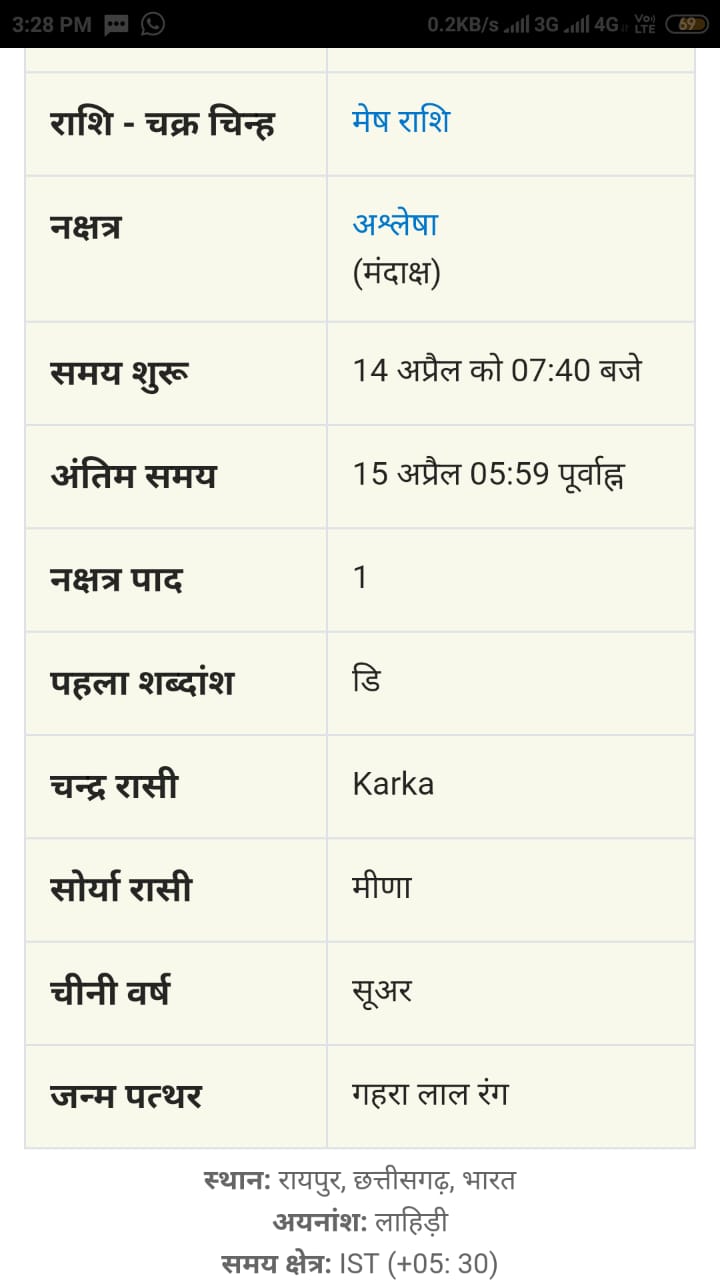 3:28 PM 0.2KB/s 3G 4G Vo)) LTE 69
राशि - चक्र चिन्ह मेष राशि
नक्षत्र अश्लेषा
(मंदाक्ष)
समय शुरू 14 अप्रैल को 07:40 बजे
अंतिम समय 15 अप्रैल 05:59 पूर्वाह्न
नक्षत्र पाद 1
पहला शब्दांश डि
चन्द्र रासी Karka
सोर्या रासी मीणा
चीनी वर्ष सूअर
जन्म पत्थर गहरा लाल रंग
स्थान: रायपुर, छत्तीसगढ़, भारत
अयनांश: लाहिड़ी
समय क्षेत्र: IST (+05: 30)